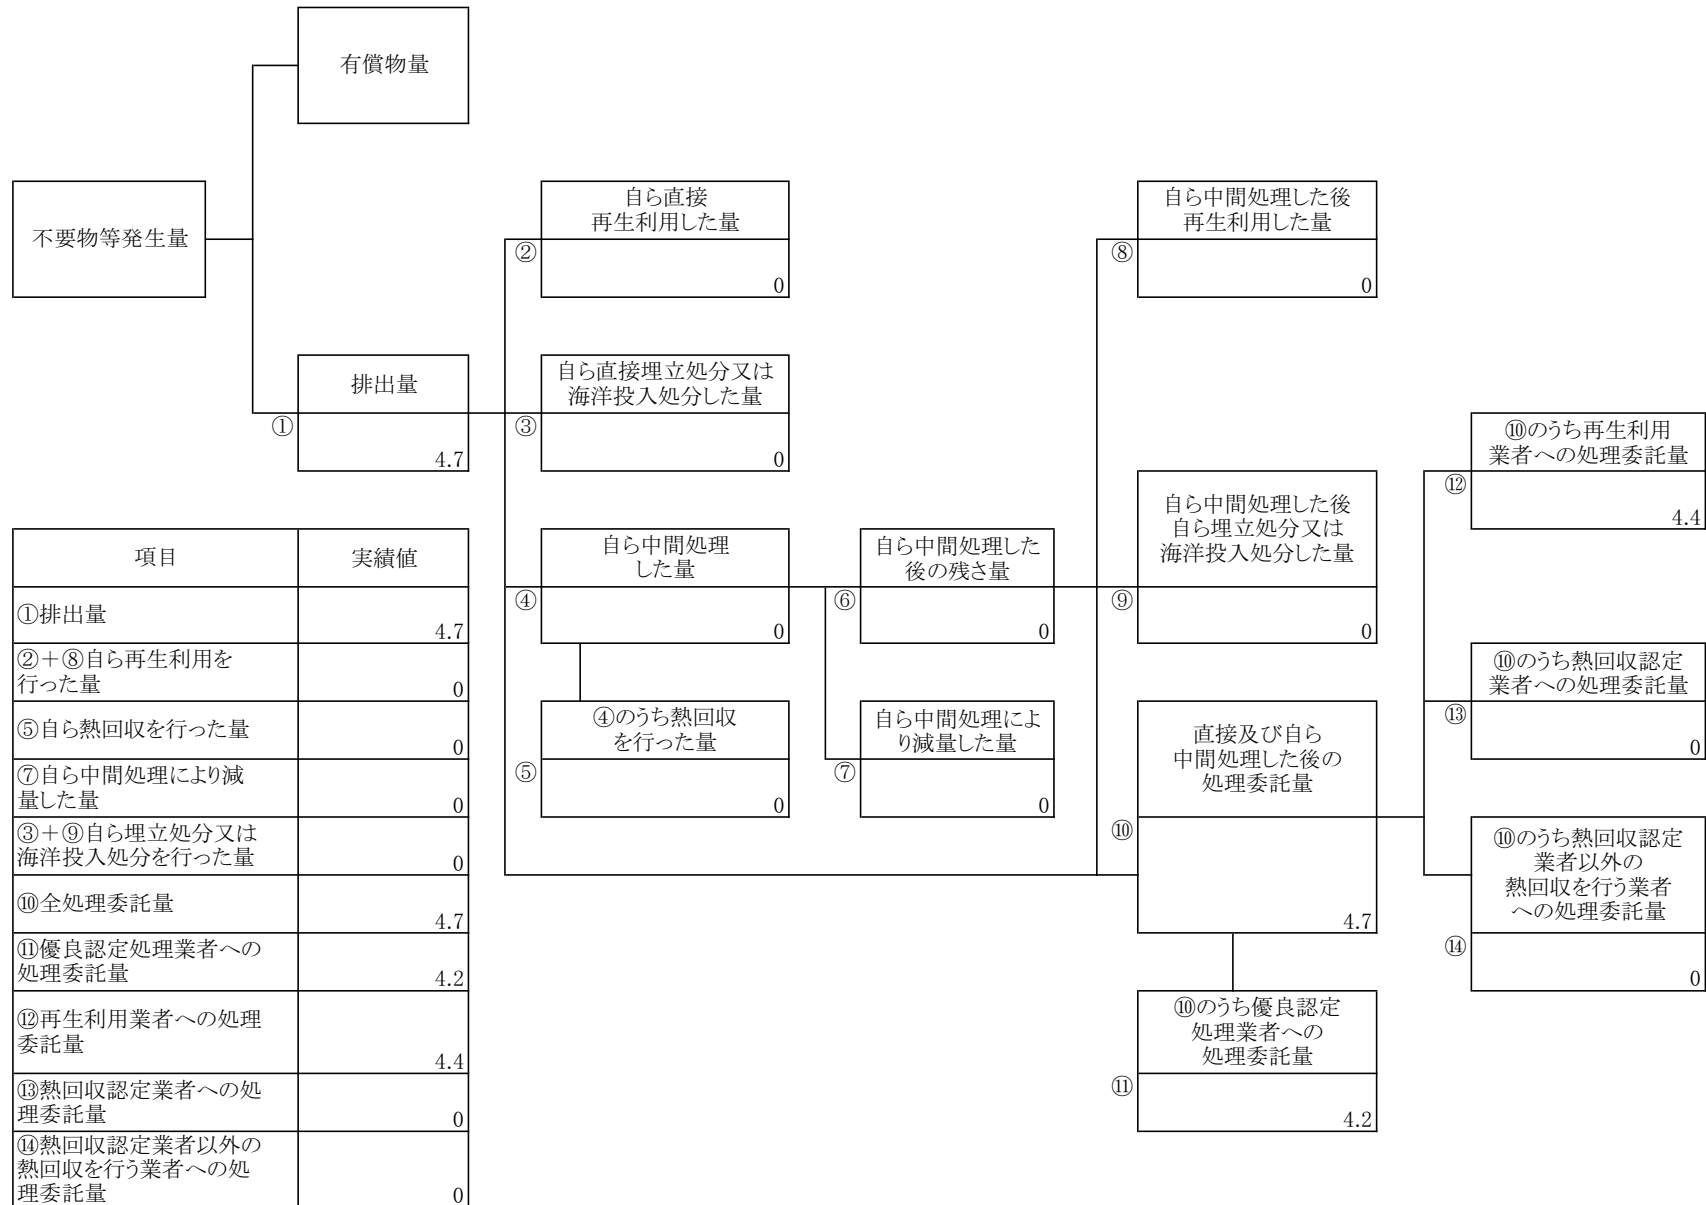 有償物量
不要物等発生量
排出量
①
4.7
自ら直接
再生利用した量
②
0
自ら直接埋立処分又は
海洋投入処分した量
③
0
自ら中間処理
した量
④
0
④のうち熱回収
を行った量
⑤
0
自ら中間処理した
後の残さ量
⑥
0
自ら中間処理によ
り減量した量
⑦
0
自ら中間処理した後
再生利用した量
⑧
0
自ら中間処理した後
自ら埋立処分又は
海洋投入処分した量
⑨
0
直接及び自ら
中間処理した後の
処理委託量
⑩
4.7
⑩のうち優良認定
処理業者への
処理委託量
⑪
4.2
⑩のうち再生利用
業者への処理委託量
⑫
4.4
⑩のうち熱回収認定
業者への処理委託量
⑬
0
⑩のうち熱回収認定
業者以外の
熱回収を行う業者
への処理委託量
⑭
0
項目 実績値
①排出量
4.7
②+⑧自ら再生利用を
行った量
0
⑤自ら熱回収を行った量
0
⑦自ら中間処理により減
量した量
0
③+⑨自ら埋立処分又は
海洋投入処分を行った量
0
⑩全処理委託量
4.7
⑪優良認定処理業者への
処理委託量
4.2
⑫再生利用業者への処理
委託量
4.4
⑬熱回収認定業者への処
理委託量
0
⑭熱回収認定業者以外の
熱回収を行う業者への処
理委託量
0